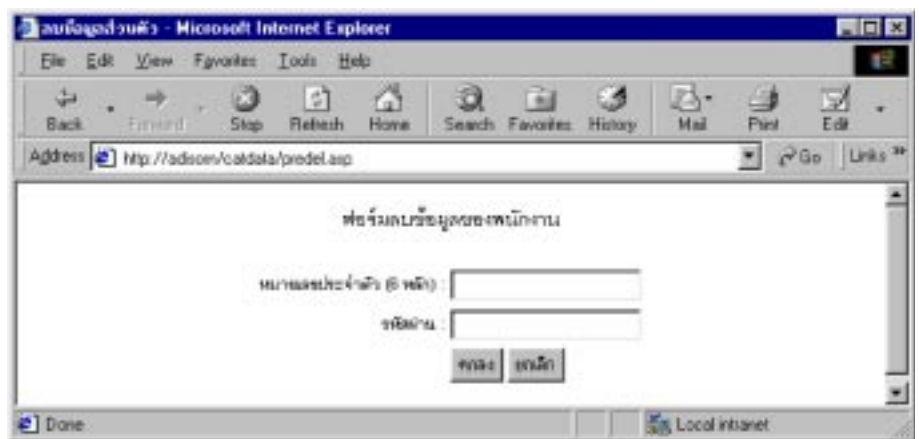 ลบข้อมูลส่วนตัว - Microsoft Internet Explorer
File Edit View Favorites Tools Help
Back Forward Stop Refresh Home Search Favorites History Mail Print Edit
Address http://adisorn/catdata/predel.asp Go Links »
ฟอร์มลบข้อมูลของพนักงาน
หมายเลขประจำตัว (6 หลัก) :
รหัสผ่าน :
ตกลง ยกเลิก
Done Local intranet